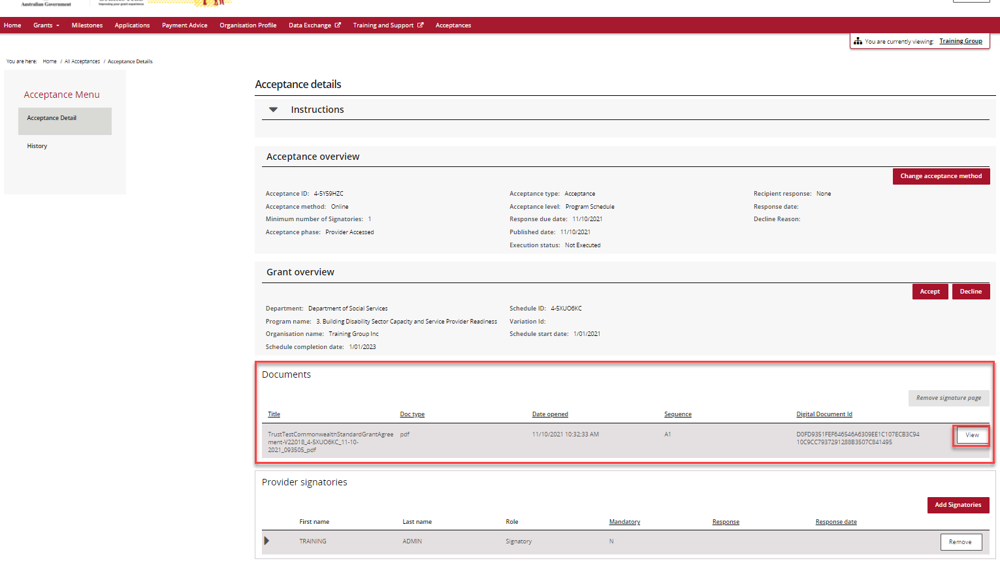 Australian Government
Improving your grant experience
Home Grants Milestones Applications Payment Advice Organisation Profile Data Exchange Training and Support Acceptances
You are currently viewing: Training Group
You are here: Home / All Acceptances / Acceptance Details
Acceptance Menu
Acceptance Detail
History
Acceptance details
Instructions
Acceptance overview
Change acceptance method
Acceptance ID: 4-5Y59HZC Acceptance type: Acceptance Recipient response: None
Acceptance method: Online Acceptance level: Program Schedule Response date:
Minimum number of Signatories: 1 Response due date: 11/10/2021 Decline Reason:
Acceptance phase: Provider Accessed Published date: 11/10/2021
Execution status: Not Executed
Grant overview
Accept Decline
Department: Department of Social Services Schedule ID: 4-5XUO6KC
Program name: 3. Building Disability Sector Capacity and Service Provider Readiness Variation Id:
Organisation name: Training Group Inc Schedule start date: 1/01/2021
Schedule completion date: 1/01/2023
Documents
Remove signature page
Title Doc type Date opened Sequence Digital Document Id
TrustTestCommonwealthStandardGrantAgree pdf 11/10/2021 10:32:33 AM A1 D0FD9351FEF646546A6309EE1C107ECB3C94 View
ment-V22018_4-5XUO6KC_11-10- 10C9CC7937291288B3507C841495
2021_093505_pdf
Provider signatories
Add Signatories
First name Last name Role Mandatory Response Response date
TRAINING ADMIN Signatory N Remove